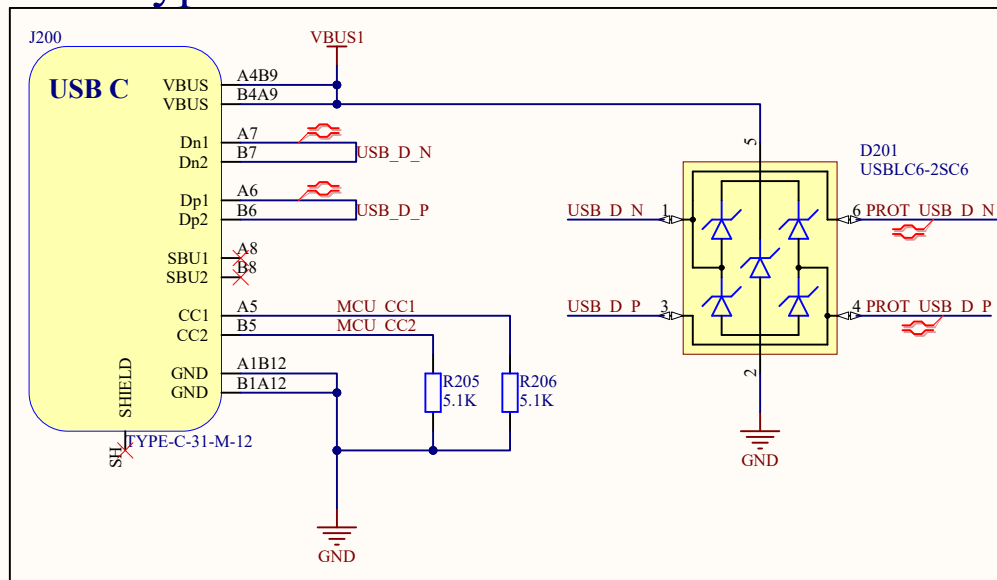 J200
VBUS1
USB C
VBUS
A4B9
VBUS
B4A9
Dn1
A7
Dn2
B7
USB_D_N
Dp1
A6
Dp2
B6
USB_D_P
SBU1
A8
SBU2
B8
CC1
A5
MCU_CC1
CC2
B5
MCU_CC2
GND
A1B12
GND
B1A12
SHIELD
SH
TYPE-C-31-M-12
R205
5.1K
R206
5.1K
GND
D201
USBLC6-2SC6
5
USB_D_N
1
6
PROT_USB_D_N
USB_D_P
3
4
PROT_USB_D_P
2
GND